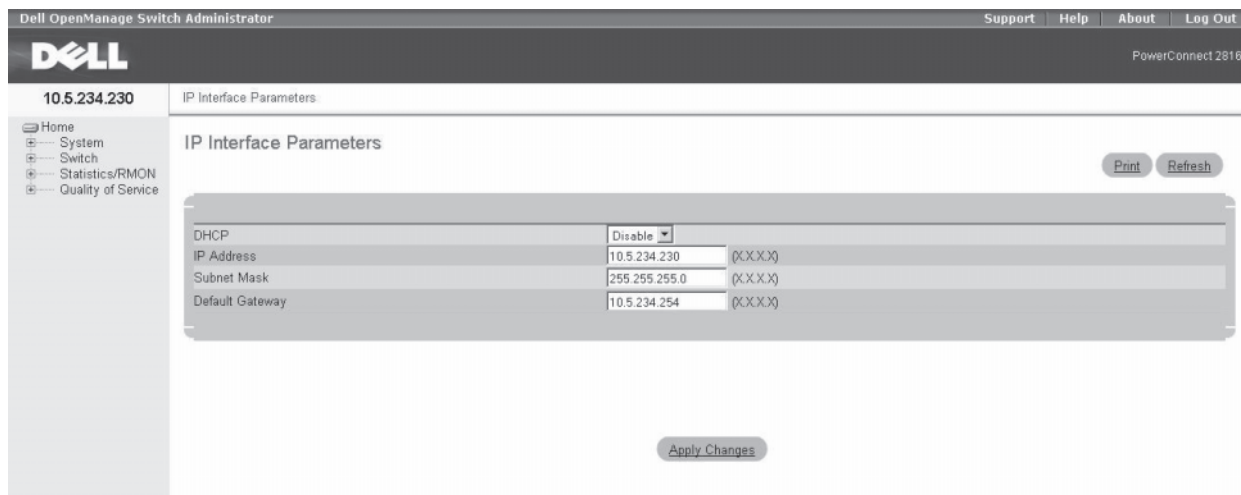 Dell OpenManage Switch Administrator
Support | Help | About | Log Out
DELL
PowerConnect 2816
10.5.234.230
IP Interface Parameters
Home
System
Switch
Statistics/RMON
Quality of Service
IP Interface Parameters
Print
Refresh
DHCP Disable
IP Address 10.5.234.230 (X.X.X.X)
Subnet Mask 255.255.255.0 (X.X.X.X)
Default Gateway 10.5.234.254 (X.X.X.X)
Apply Changes